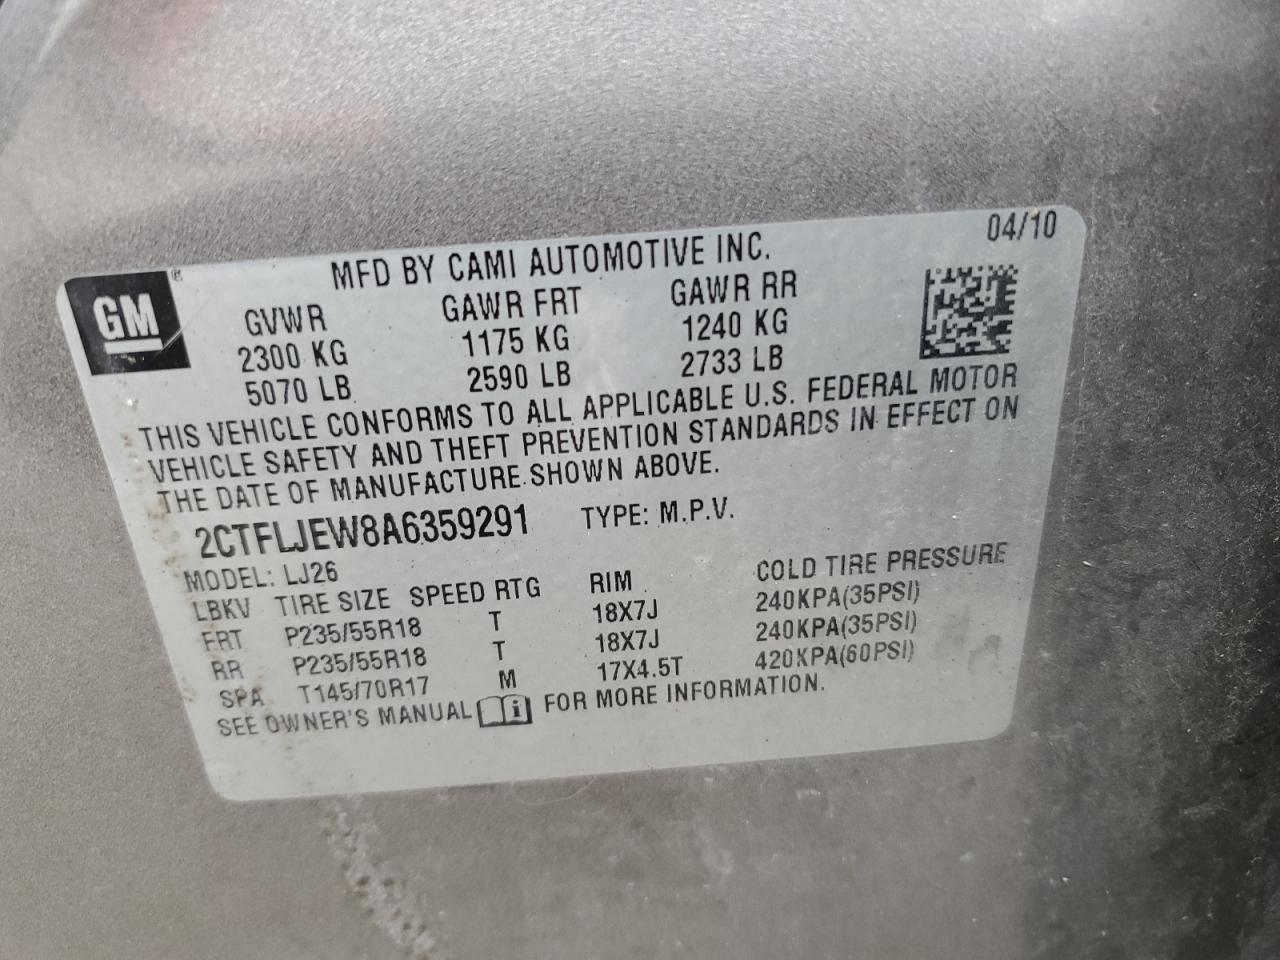 04/10
GM®
MFD BY CAMI AUTOMOTIVE INC.
GVWR GAWR FRT GAWR RR
2300 KG 1175 KG 1240 KG
5070 LB 2590 LB 2733 LB
THIS VEHICLE CONFORMS TO ALL APPLICABLE U.S. FEDERAL MOTOR
VEHICLE SAFETY AND THEFT PREVENTION STANDARDS IN EFFECT ON
THE DATE OF MANUFACTURE SHOWN ABOVE.
2CTFLJEW8A6359291 TYPE: M.P.V.
MODEL: LJ26
LBKV TIRE SIZE SPEED RTG RIM COLD TIRE PRESSURE
FRT P235/55R18 T 18X7J 240KPA(35PSI)
RR P235/55R18 T 18X7J 240KPA(35PSI)
SPA T145/70R17 M 17X4.5T 420KPA(60PSI)
SEE OWNER'S MANUAL i FOR MORE INFORMATION.